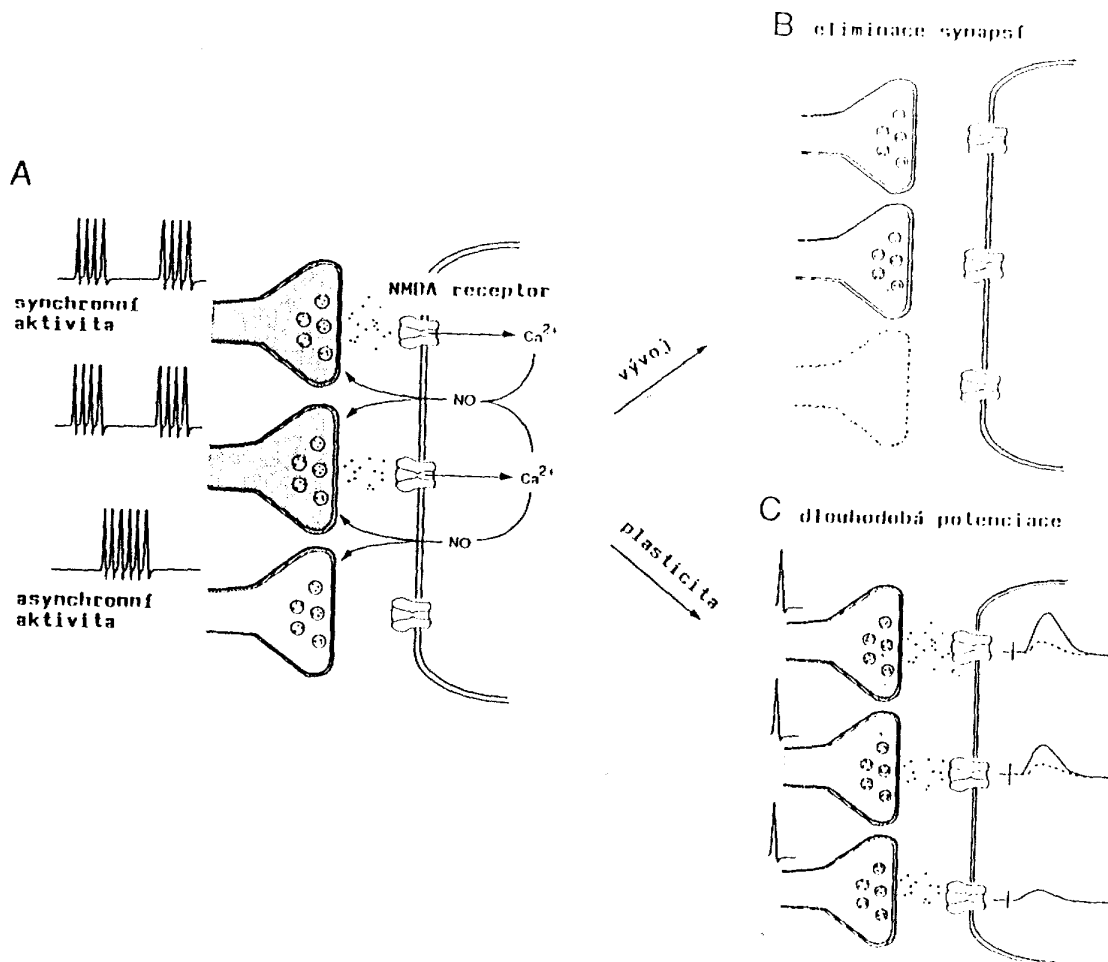 A
synchronní
aktivita
asynchronní
aktivita
NMDA receptor
Ca2+
NO
Ca2+
NO
vývoj
plasticita
B eliminace synapsí
C dlouhodobá potenciace